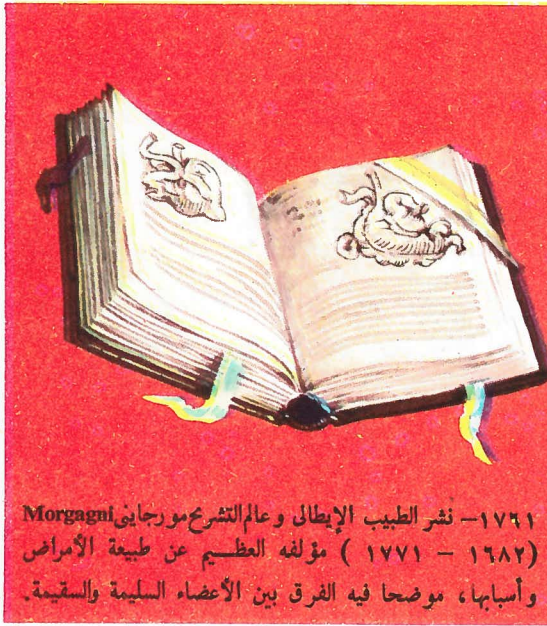 ١٧٦١ – نشر الطبيب الإيطالى وعالم التشريح مورجاينى Morgagni
(١٦٨٢ – ١٧٧١) مؤلفه العظيم عن طبيعة الأمراض
وأسبابها، موضحا فيه الفرق بين الأعضاء السليمة والسقيمة.